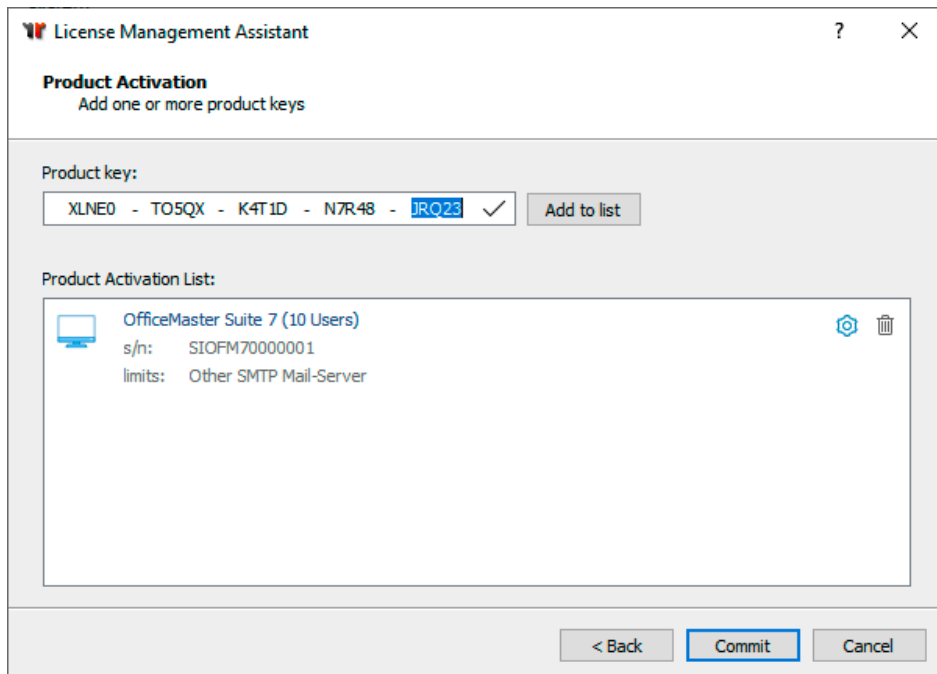 License Management Assistant
Product Activation
Add one or more product keys
Product key:
XLNE0 - TO5QX - K4T1D - N7R48 - JRQ23 Add to list
Product Activation List:
OfficeMaster Suite 7 (10 Users)
s/n: SIOFM70000001
limits: Other SMTP Mail-Server
< Back Commit Cancel